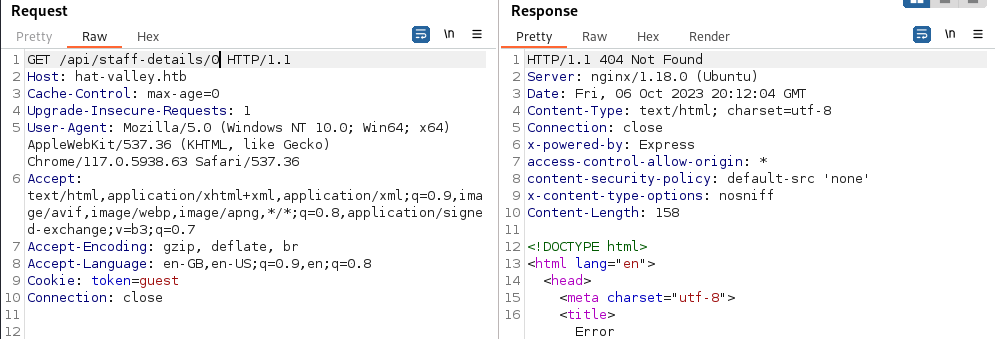 Request
Response
Pretty Raw Hex \n
Pretty Raw Hex Render \n
1 GET /api/staff-details/0 HTTP/1.1
2 Host: hat-valley.htb
3 Cache-Control: max-age=0
4 Upgrade-Insecure-Requests: 1
5 User-Agent: Mozilla/5.0 (Windows NT 10.0; Win64; x64)
AppleWebKit/537.36 (KHTML, like Gecko)
Chrome/117.0.5938.63 Safari/537.36
6 Accept:
text/html,application/xhtml+xml,application/xml;q=0.9,ima
ge/avif,image/webp,image/apng,*/*;q=0.8,application/signe
d-exchange;v=b3;q=0.7
7 Accept-Encoding: gzip, deflate, br
8 Accept-Language: en-GB,en-US;q=0.9,en;q=0.8
9 Cookie: token=guest
10 Connection: close
11
12
1 HTTP/1.1 404 Not Found
2 Server: nginx/1.18.0 (Ubuntu)
3 Date: Fri, 06 Oct 2023 20:12:04 GMT
4 Content-Type: text/html; charset=utf-8
5 Connection: close
6 x-powered-by: Express
7 access-control-allow-origin: *
8 content-security-policy: default-src 'none'
9 x-content-type-options: nosniff
10 Content-Length: 158
11
12 <!DOCTYPE html>
13 <html lang="en">
14 <head>
15 <meta charset="utf-8">
16 <title>
Error